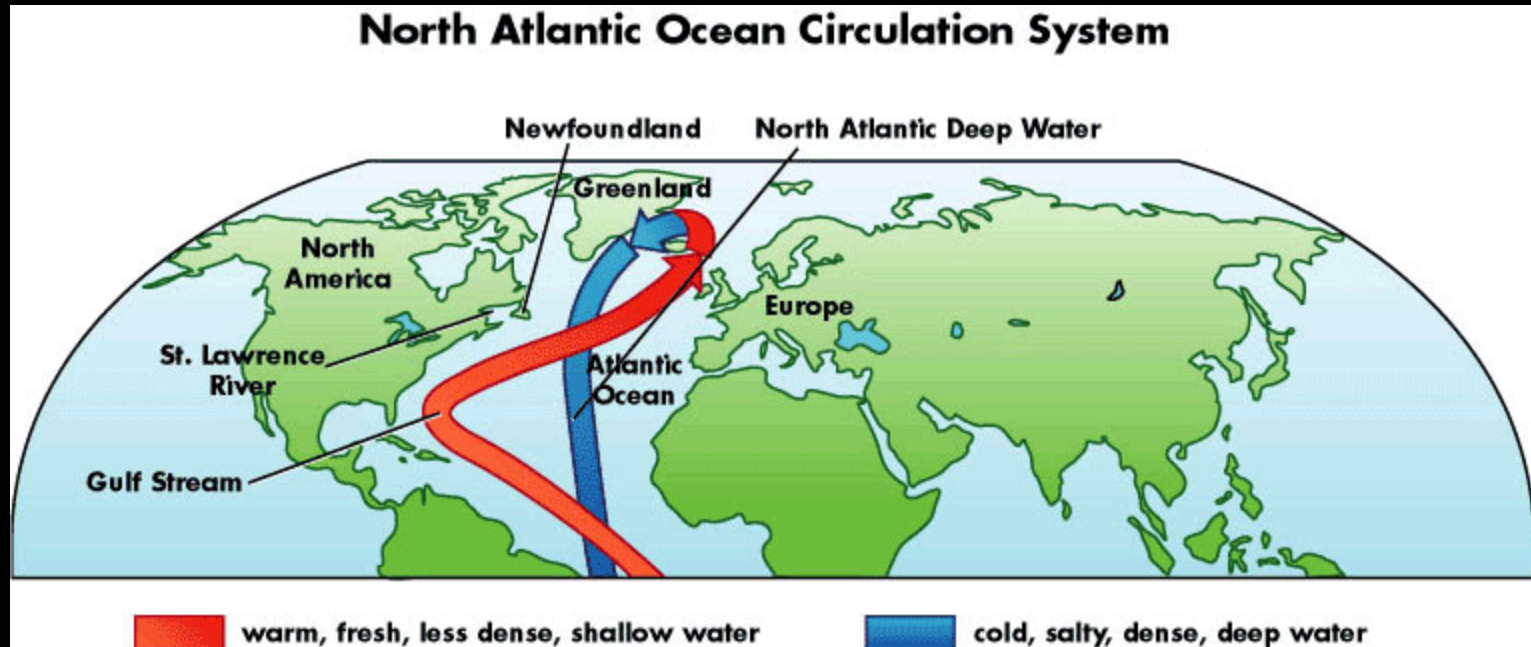 North Atlantic Ocean Circulation System
Newfoundland
North Atlantic Deep Water
Greenland
North
America
Europe
St. Lawrence
River
Atlantic
Ocean
Gulf Stream
warm, fresh, less dense, shallow water
cold, salty, dense, deep water